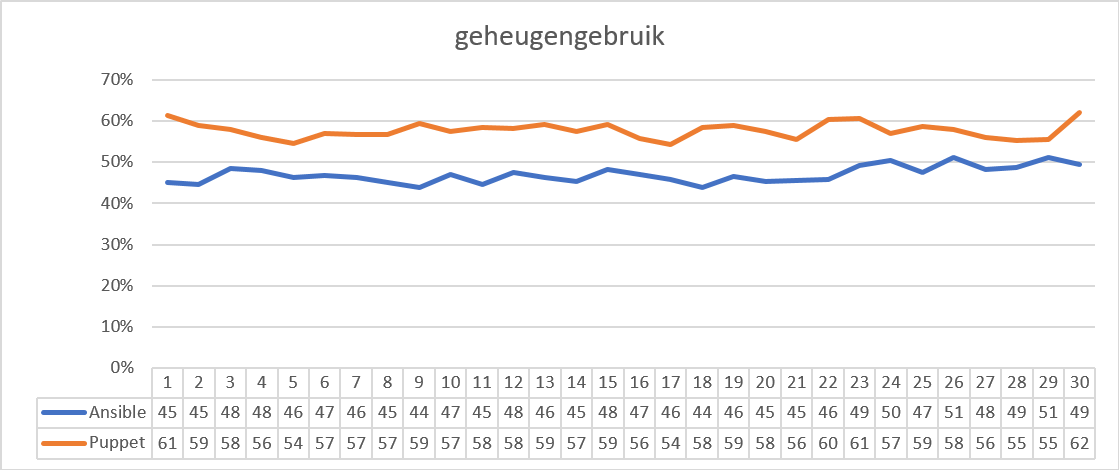 geheugengebruik
70%
60%
50%
40%
30%
20%
10%
0%
1 2 3 4 5 6 7 8 9 10 11 12 13 14 15 16 17 18 19 20 21 22 23 24 25 26 27 28 29 30
Ansible 45 45 48 48 46 47 46 45 44 47 45 48 46 45 48 47 46 44 46 45 45 46 49 50 47 51 48 49 51 49
Puppet 61 59 58 56 54 57 57 57 59 57 58 58 59 57 59 56 54 58 59 58 56 60 61 57 59 58 56 55 55 62